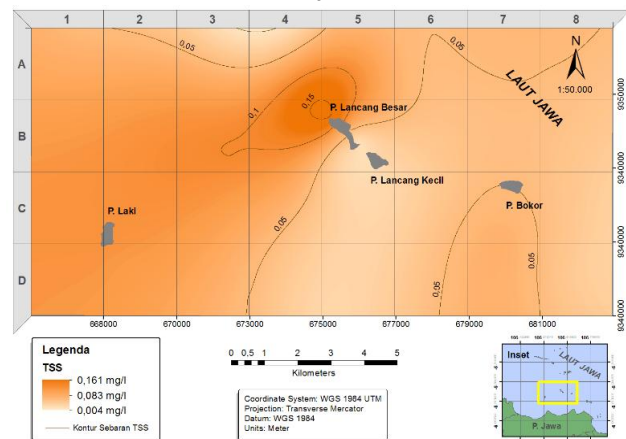 1 2 3 4 5 6 7 8
A
B
C
D
0,05
0,05
0,1
0,15
0,05
0,05
0,05
N
1:50.000
LAUT JAWA
P. Lancang Besar
P. Lancang Kecil
P. Laki
P. Bokor
9350000
9340000
9340000
9340000
668000 670000 673000 675000 677000 679000 681000
Legenda
TSS
0,161 mg/l
0,083 mg/l
0,004 mg/l
Kontur Sebaran TSS
0 0,5 1 2 3 4 5
Kilometers
Coordinate System: WGS 1984 UTM
Projection: Transverse Mercator
Datum: WGS 1984
Units: Meter
Inset
LAUT JAWA
P. Jawa